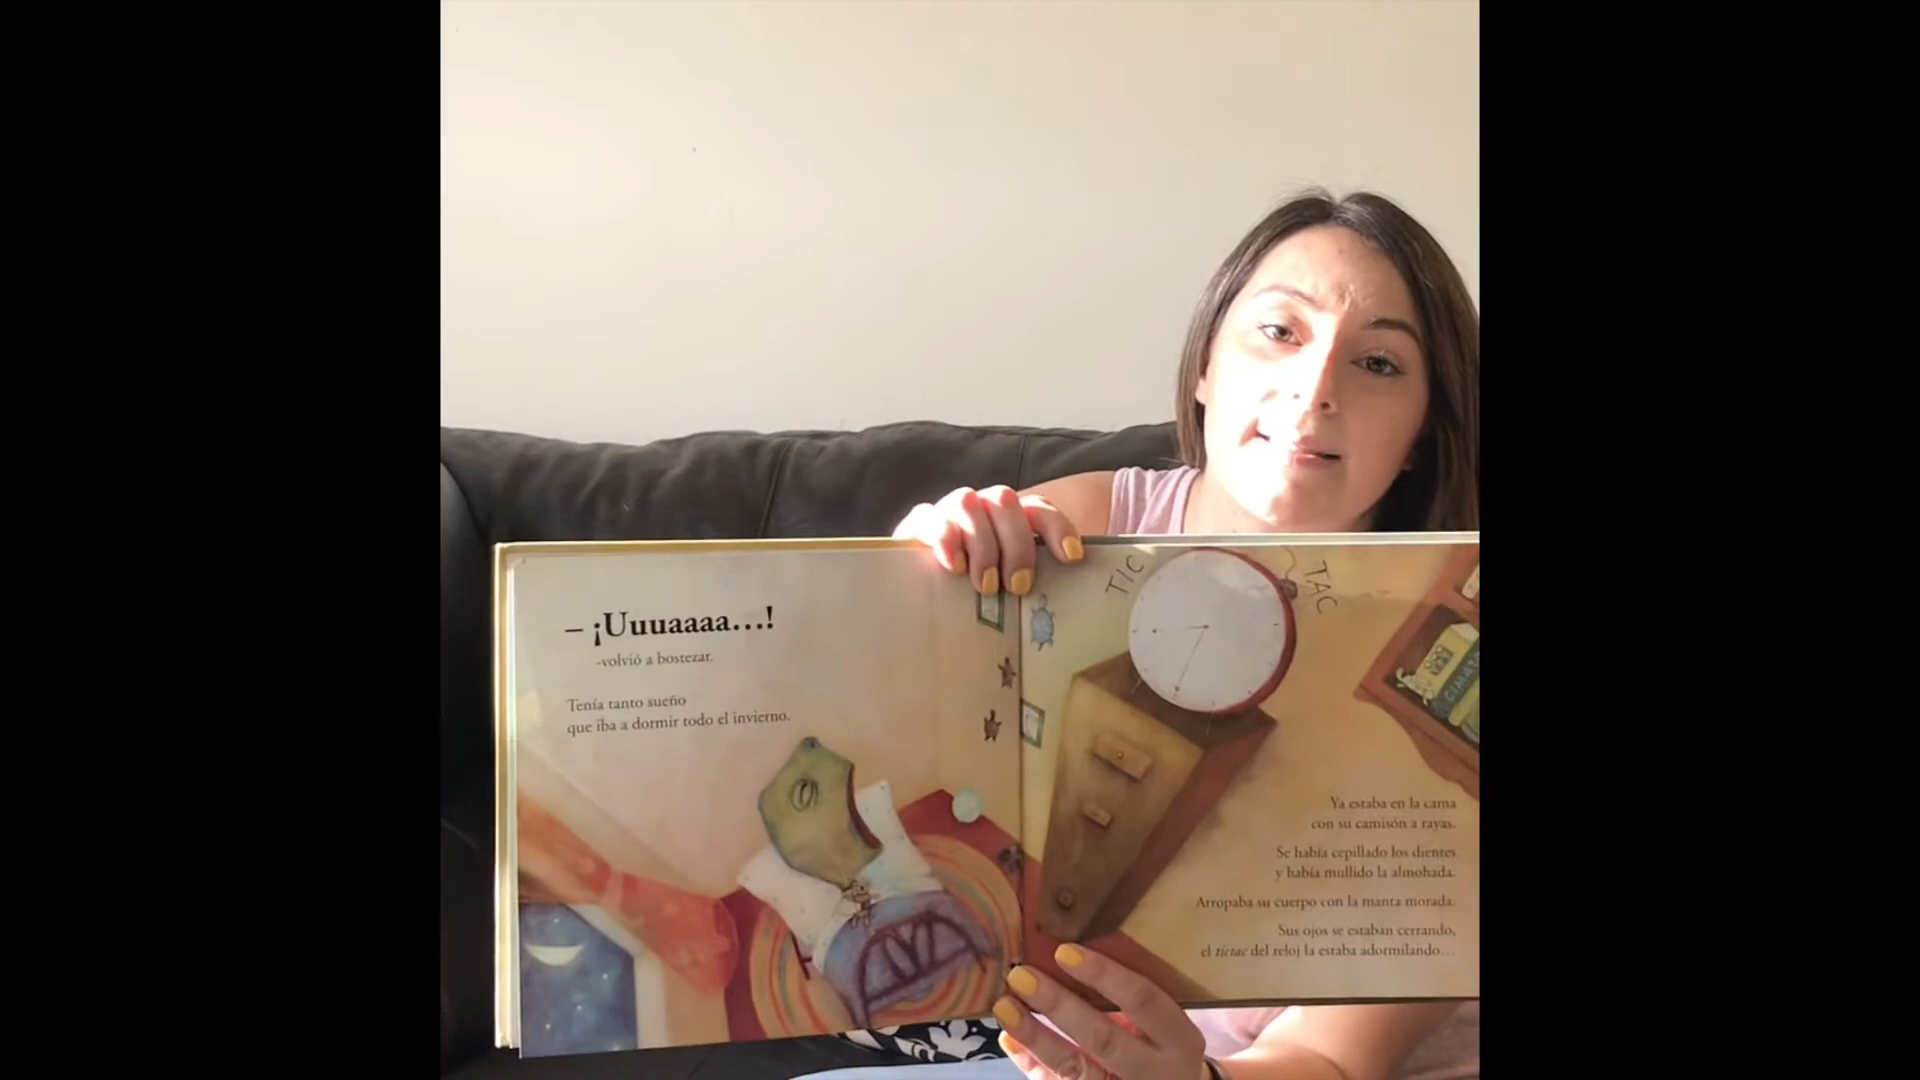 – ¡Uuuaaaa...!
-volvió a bostezar.
Tenía tanto sueño
que iba a dormir todo el invierno.
TIC
TAC
Ya estaba en la cama
con su camisón a rayas.
Se había cepillado los dientes
y había mullido la almohada.
Arropaba su cuerpo con la manta morada.
Sus ojos se estaban cerrando,
el tictac del reloj la estaba adormilando...